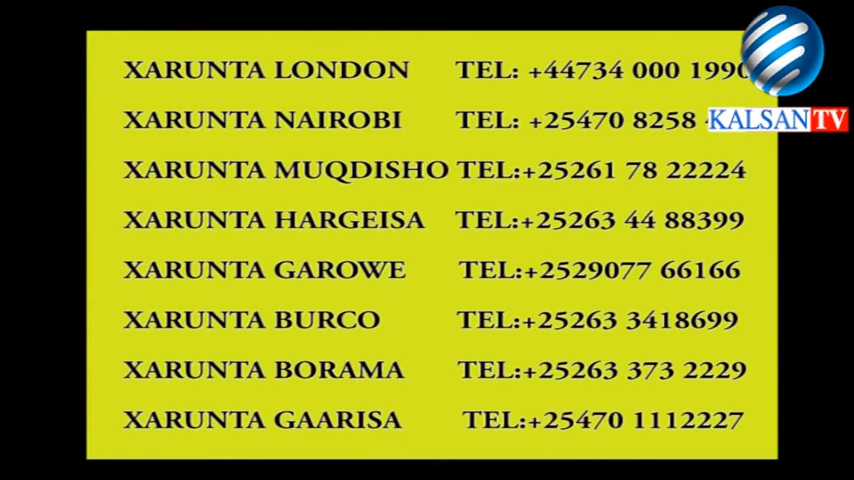 XARUNTA LONDON TEL: +44734 000 1990
XARUNTA NAIROBI TEL: +25470 8258
XARUNTA MUQDISHO TEL:+25261 78 22224
XARUNTA HARGEISA TEL:+25263 44 88399
XARUNTA GAROWE TEL:+2529077 66166
XARUNTA BURCO TEL:+25263 3418699
XARUNTA BORAMA TEL:+25263 373 2229
XARUNTA GAARISA TEL:+25470 1112227
KALSAN TV